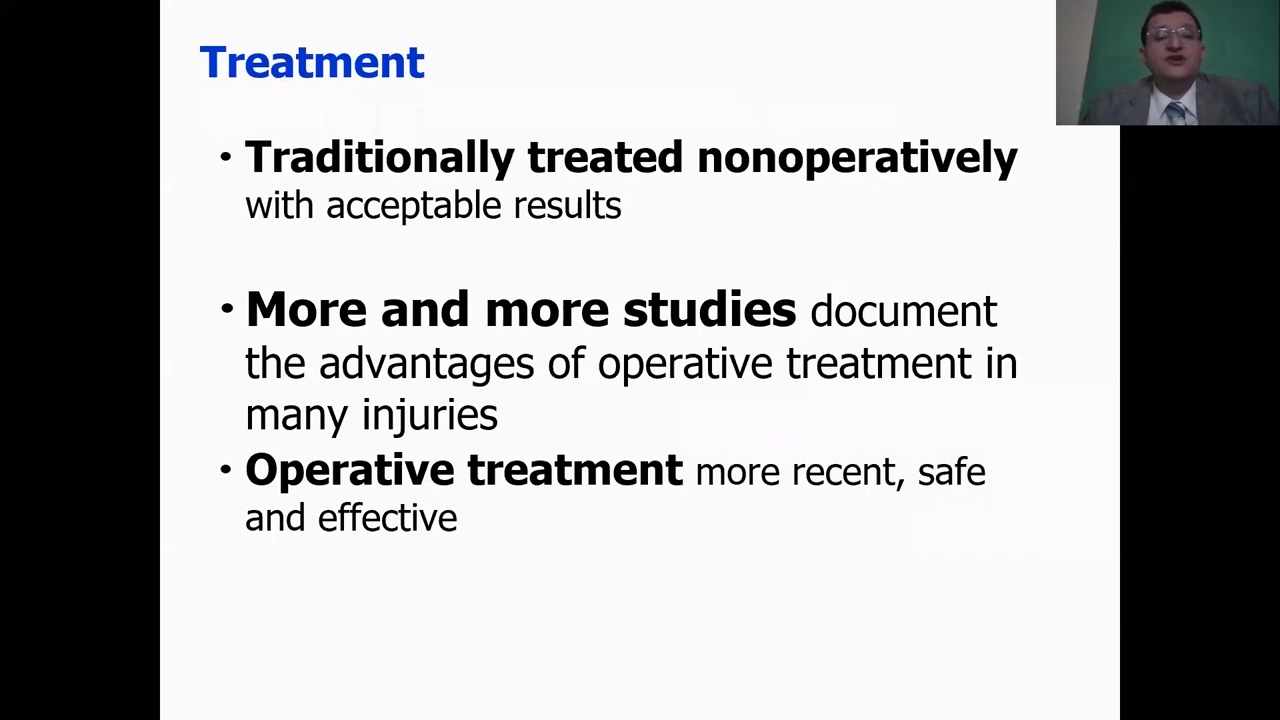 Treatment
• Traditionally treated nonoperatively
with acceptable results
• More and more studies document
the advantages of operative treatment in
many injuries
• Operative treatment more recent, safe
and effective